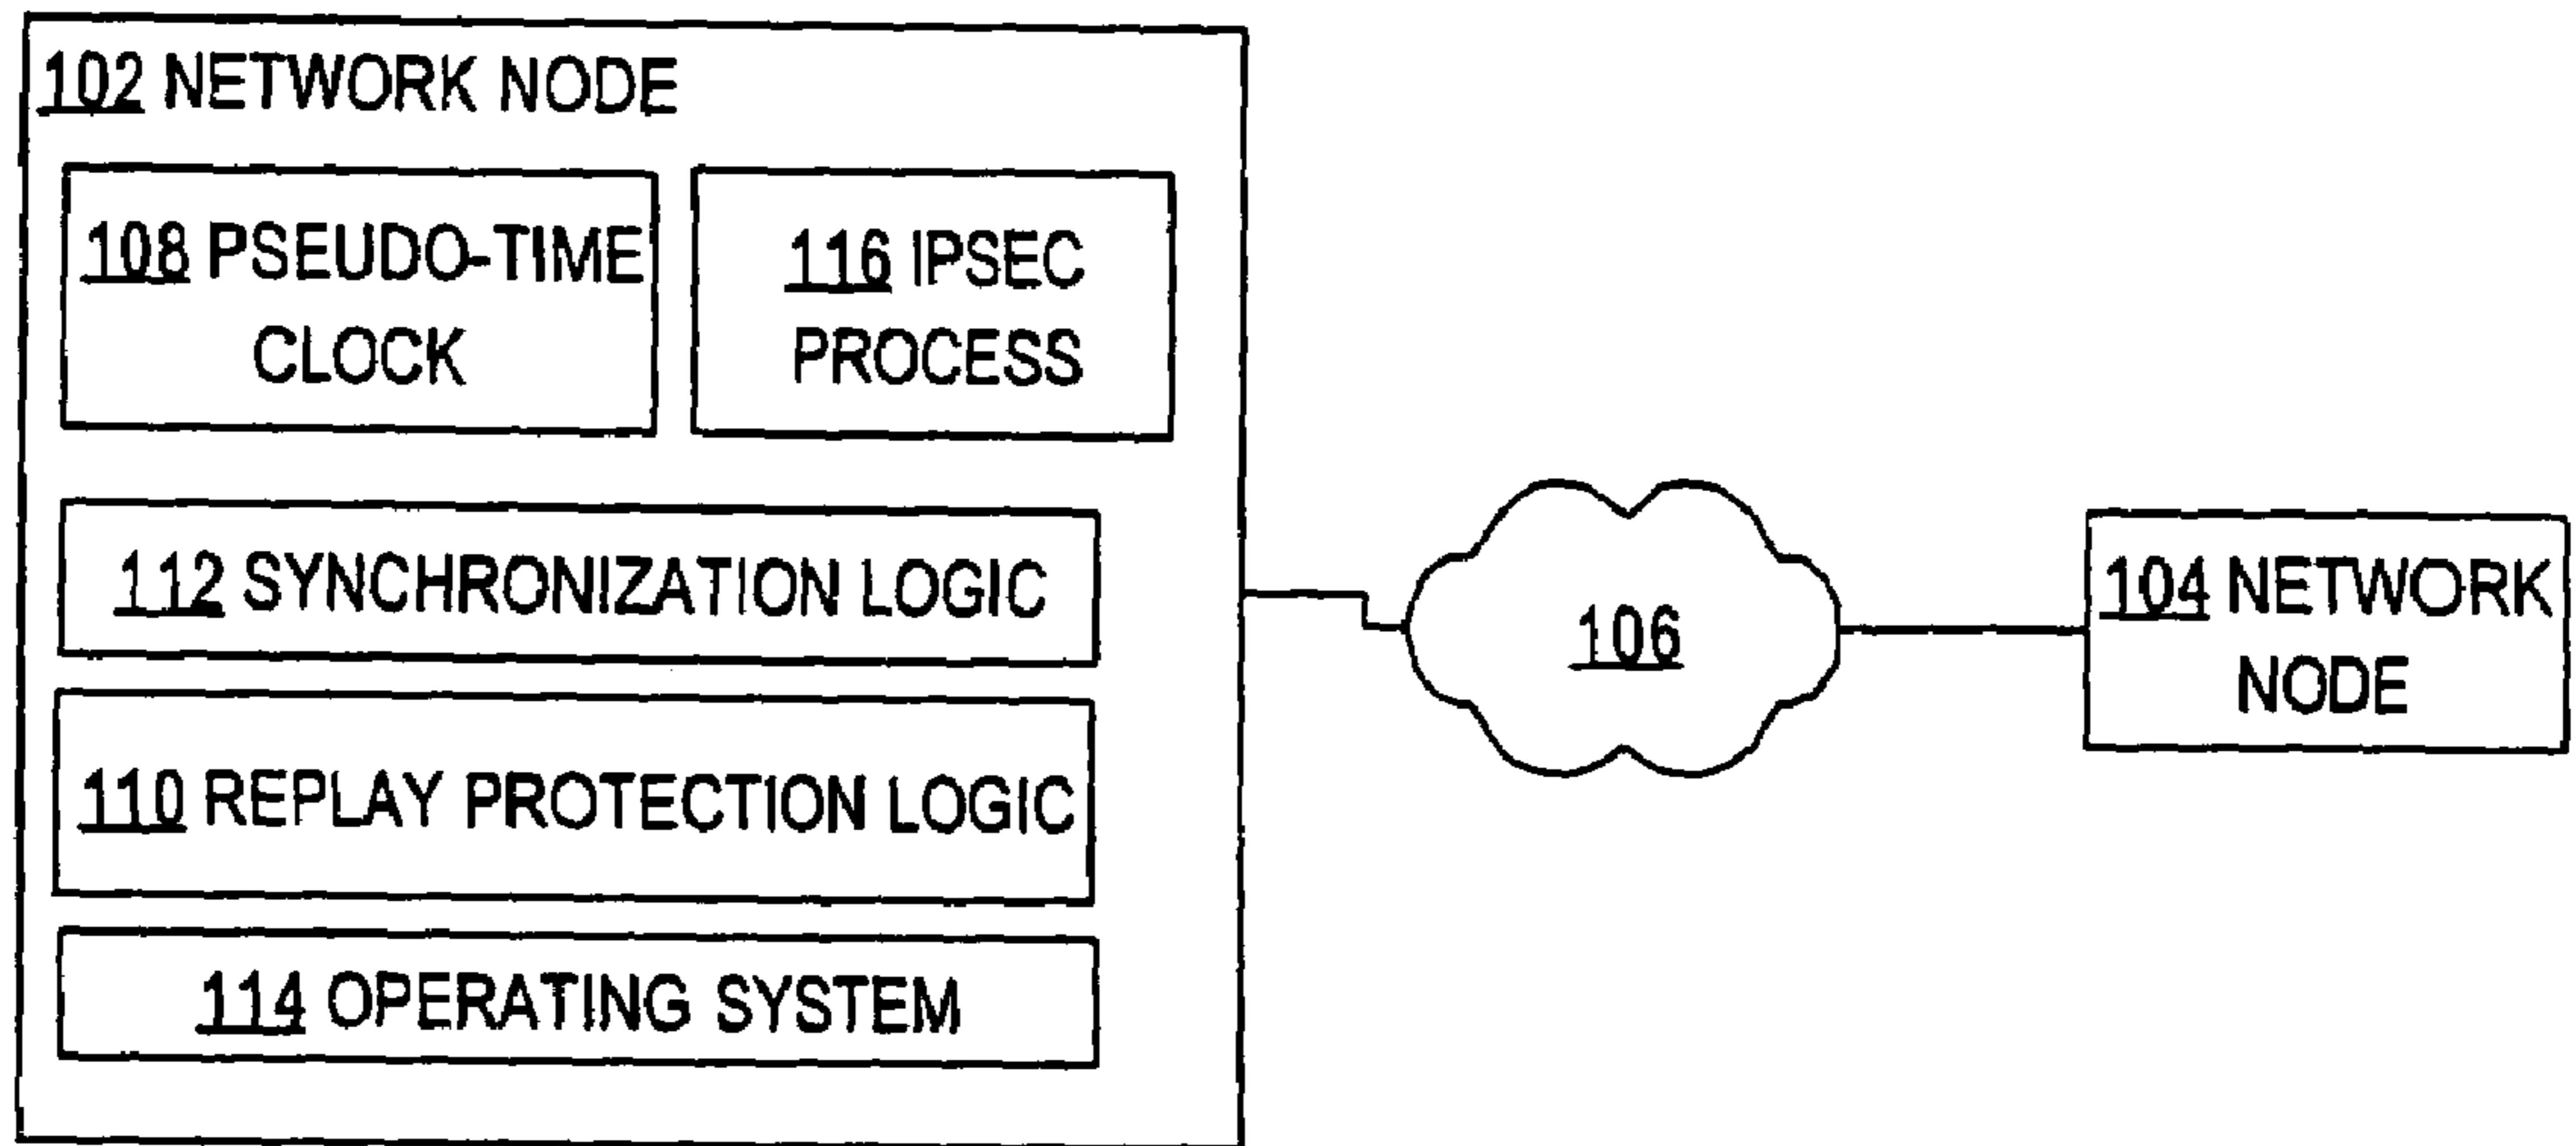 102 NETWORK NODE
108 PSEUDO-TIME
CLOCK
116 IPSEC
PROCESS
112 SYNCHRONIZATION LOGIC
110 REPLAY PROTECTION LOGIC
114 OPERATING SYSTEM
106
104 NETWORK
NODE